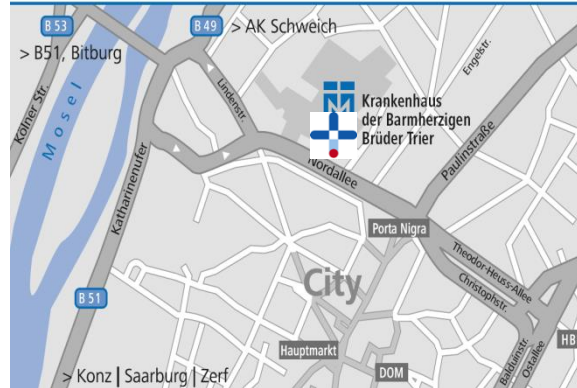 B 53
B 49
> AK Schweich
> B51, Bitburg
Kölner Str.
Mosel
Lindenstr.
Engelstr.
Krankenhaus
der Barmherzigen
Brüder Trier
Paulinstraße
Katharinenufer
Nordallee
Porta Nigra
Theodor-Heuss-Allee
Christophstr.
City
B 51
Hauptmarkt
DOM
HB
Balduinstr.
Ostallee
> Konz | Saarburg | Zerf